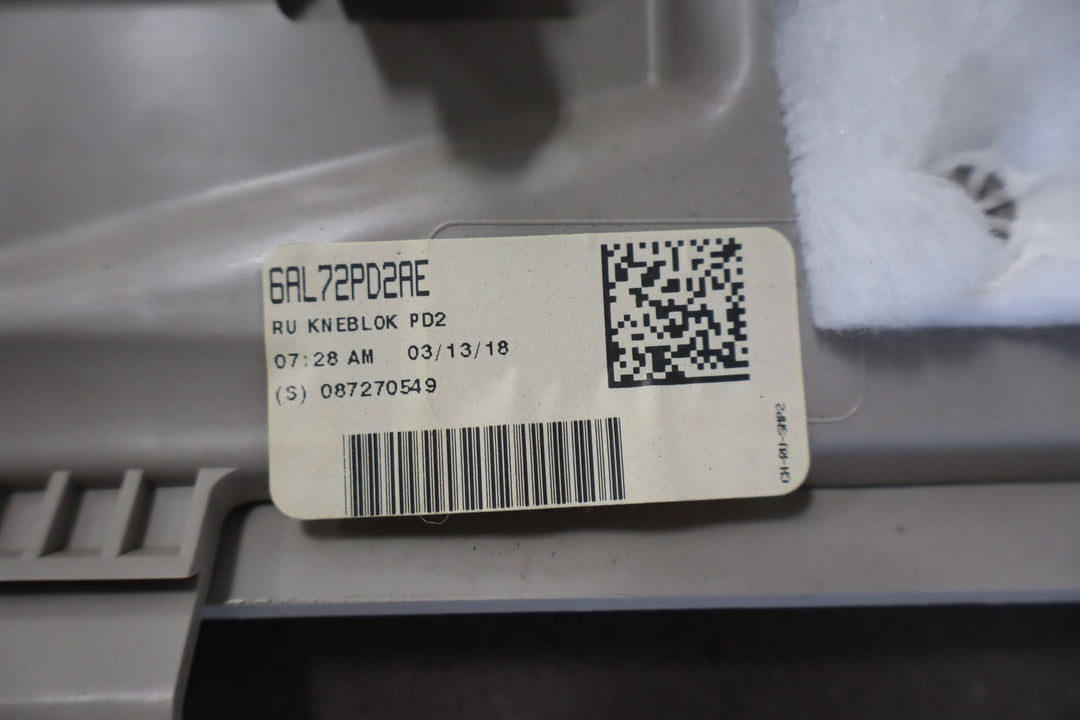 6AL72PD2AE
RU KNEBLOK PD2
07:28 AM 03/13/18
(S) 087270549